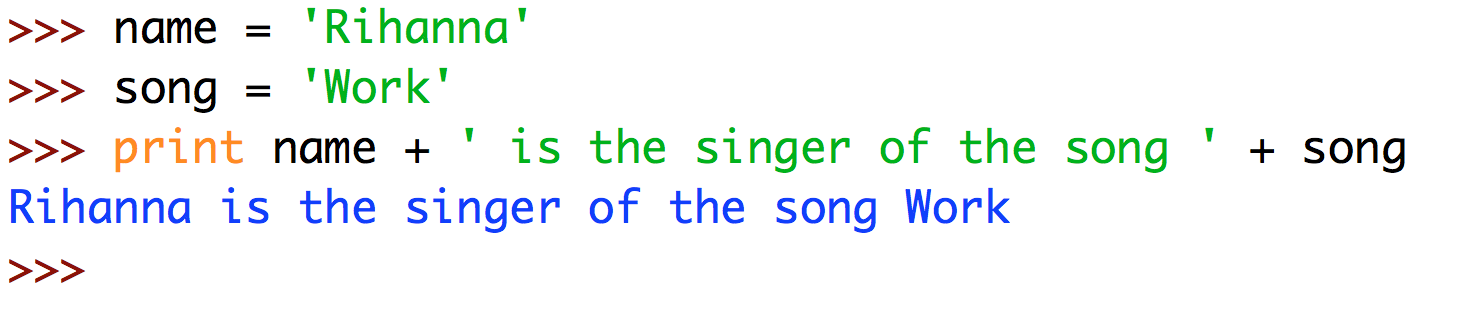 >>> name = 'Rihanna'
>>> song = 'Work'
>>> print name + ' is the singer of the song ' + song
Rihanna is the singer of the song Work
>>>